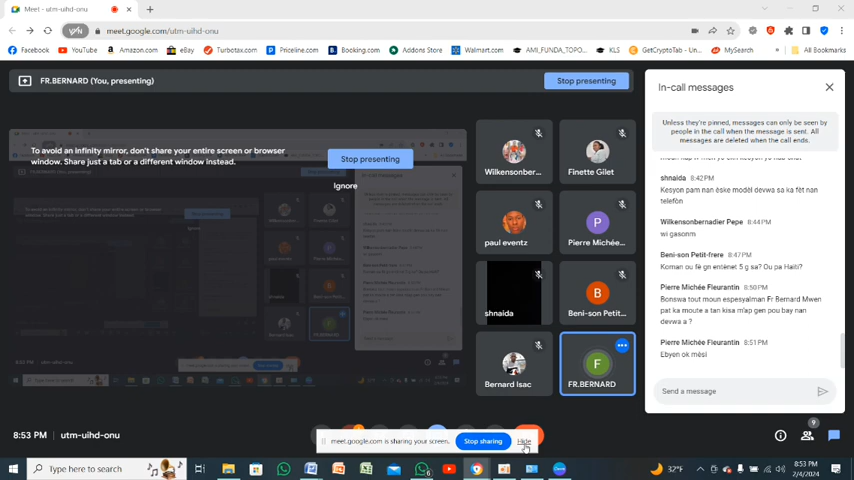 Meet - utm-uihd-onu
VPN meet.google.com/utm-uihd-onu
Facebook YouTube Amazon.com eBay Turbotax.com Priceline.com Booking.com Addons Store Walmart.com AMI_FUNDA_TOPO... KLS GetCryptoTab - Un... MySearch » All Bookmarks
FR.BERNARD (You, presenting)
Stop presenting
To avoid an infinity mirror, don't share your entire screen or browser
window. Share just a tab or a different window instead.
Stop presenting
Ignore
Wilkensonber...
Finette Gilet
paul eventz
P
Pierre Michée...
shnaida
B
Beni-son Petit...
Bernard Isac
F
FR.BERNARD
In-call messages
Unless they're pinned, messages can only be seen by
people in the call when the message is sent. All
messages are deleted when the call ends.
shnaida 8:42PM
Kesyon pam nan èske modèl devwa sa ka fèt nan
telefòn
Wilkensonbernadier Pepe 8:44PM
wi gasonm
Beni-son Petit-frere 8:47PM
Koman ou fè gn entènet 5 g sa? Ou pa Haiti?
Pierre Michée Fleurantin 8:50PM
Bonswa tout moun espesyalman Fr Bernard Mwen
pat ka moute a tan kisa m'ap gen pou bay nan
devwa a ?
Pierre Michée Fleurantin 8:51PM
Ebyen ok mèsi
Send a message
8:53 PM | utm-uihd-onu
meet.google.com is sharing your screen.
Stop sharing
Hide
9
Type here to search
6
32°F
8:53 PM
2/4/2024